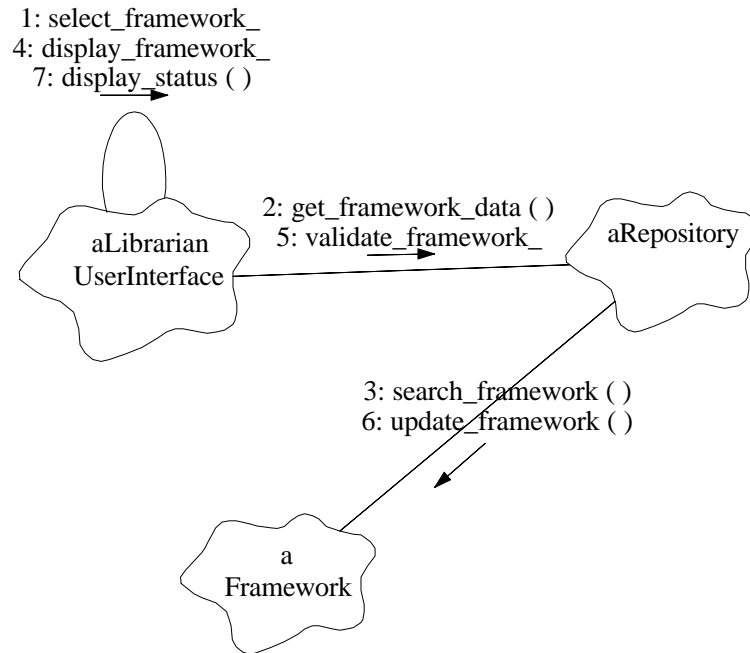 1: select_framework_
4: display_framework_
7: display_status ( )
2: get_framework_data ( )
5: validate_framework_
aLibrarian
UserInterface
aRepository
3: search_framework ( )
6: update_framework ( )
a
Framework